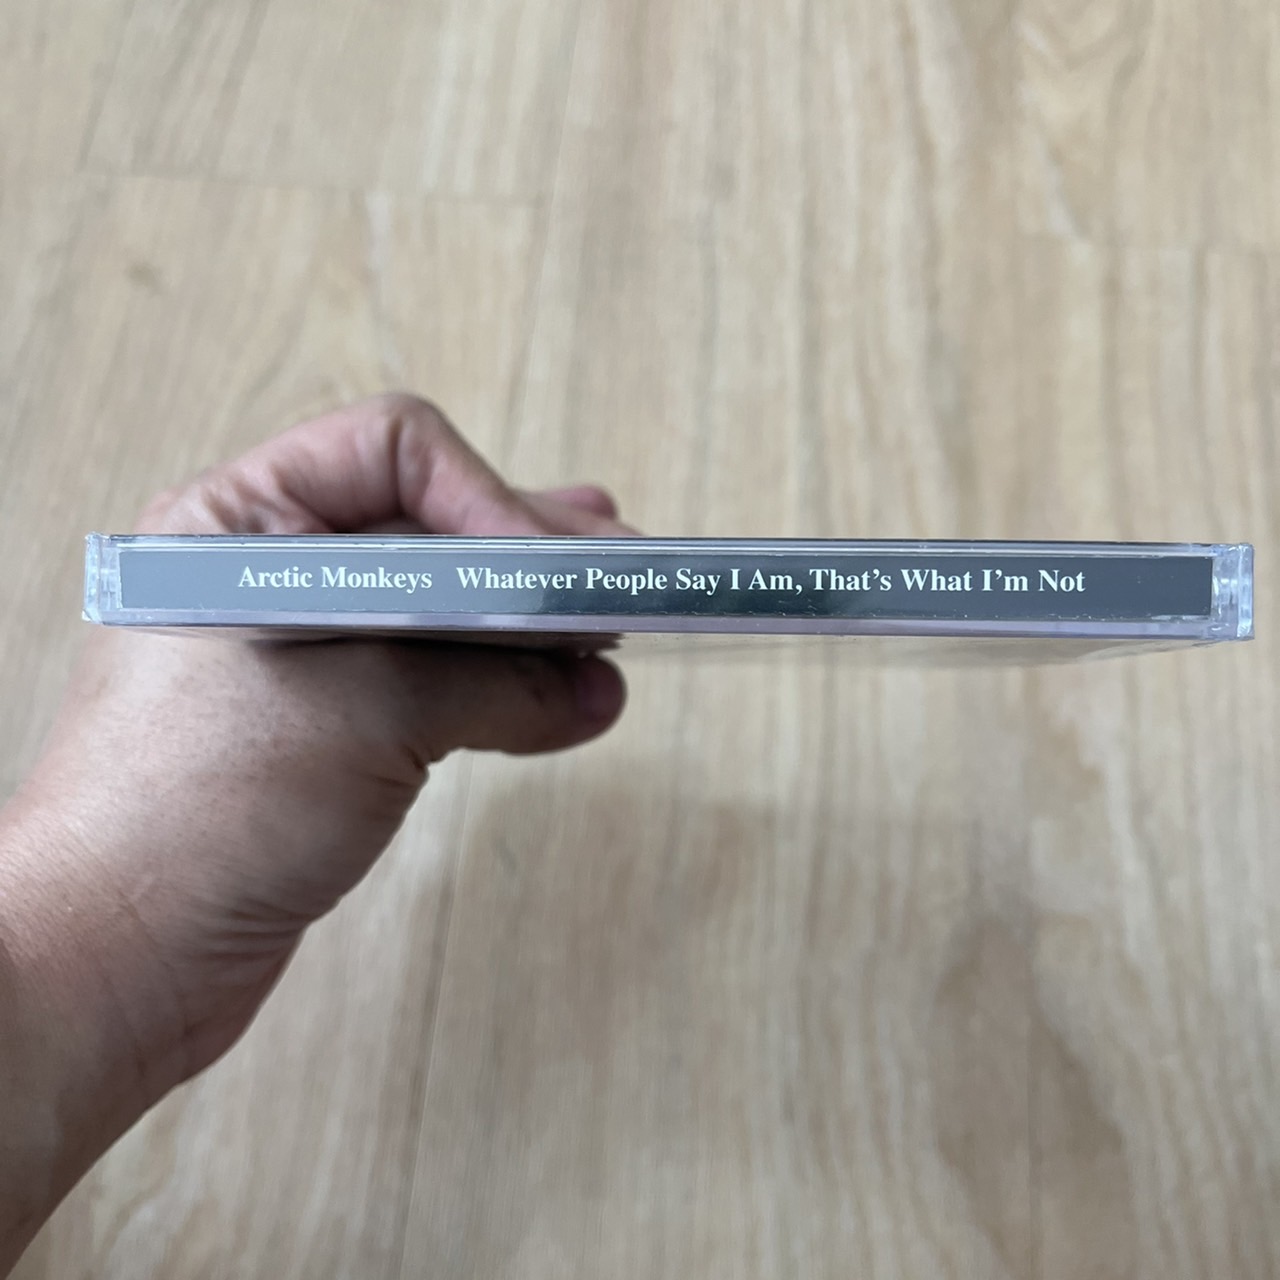 Arctic Monkeys Whatever People Say I Am, That’s What I’m Not